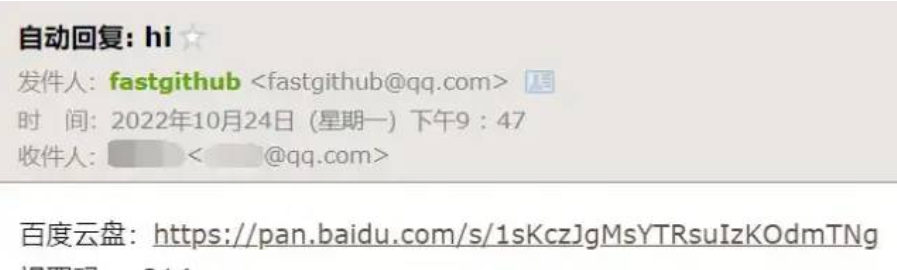 自动回复: hi
发件人: fastgithub <fastgithub@qq.com>
时 间: 2022年10月24日 (星期一) 下午9 : 47
收件人: < @qq.com>
百度云盘: https://pan.baidu.com/s/1sKczJgMsYTRsuIzKOdmTNg